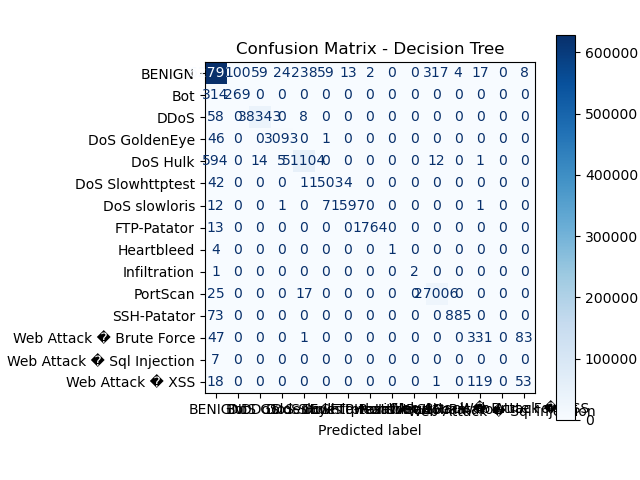 Confusion Matrix - Decision Tree
BENIGN 100 59 24 238 59 13 2 0 0 317 4 17 0 8
Bot 314 269 0 0 0 0 0 0 0 0 0 0 0 0 0
DDoS 58 0 38343 0 8 0 0 0 0 0 0 0 0 0 0
DoS GoldenEye 46 0 0 3093 0 1 0 0 0 0 0 0 0 0 0
DoS Hulk 594 0 14 5 51104 0 0 0 0 0 12 0 1 0 0
DoS Slowhttptest 42 0 0 0 1 1503 4 0 0 0 0 0 0 0 0
DoS slowloris 12 0 0 1 0 7 1597 0 0 0 0 0 1 0 0
FTP-Patator 13 0 0 0 0 0 0 1764 0 0 0 0 0 0 0
Heartbleed 4 0 0 0 0 0 0 0 1 0 0 0 0 0 0
Infiltration 1 0 0 0 0 0 0 0 0 2 0 0 0 0 0
PortScan 25 0 0 0 17 0 0 0 0 0 27006 0 0 0 0
SSH-Patator 73 0 0 0 0 0 0 0 0 0 0 885 0 0 0
Web Attack � Brute Force 47 0 0 0 1 0 0 0 0 0 0 0 331 0 83
Web Attack � Sql Injection 7 0 0 0 0 0 0 0 0 0 0 0 0 0 0
Web Attack � XSS 18 0 0 0 0 0 0 0 0 0 1 0 119 0 53
Predicted label
600000
500000
400000
300000
200000
100000
0